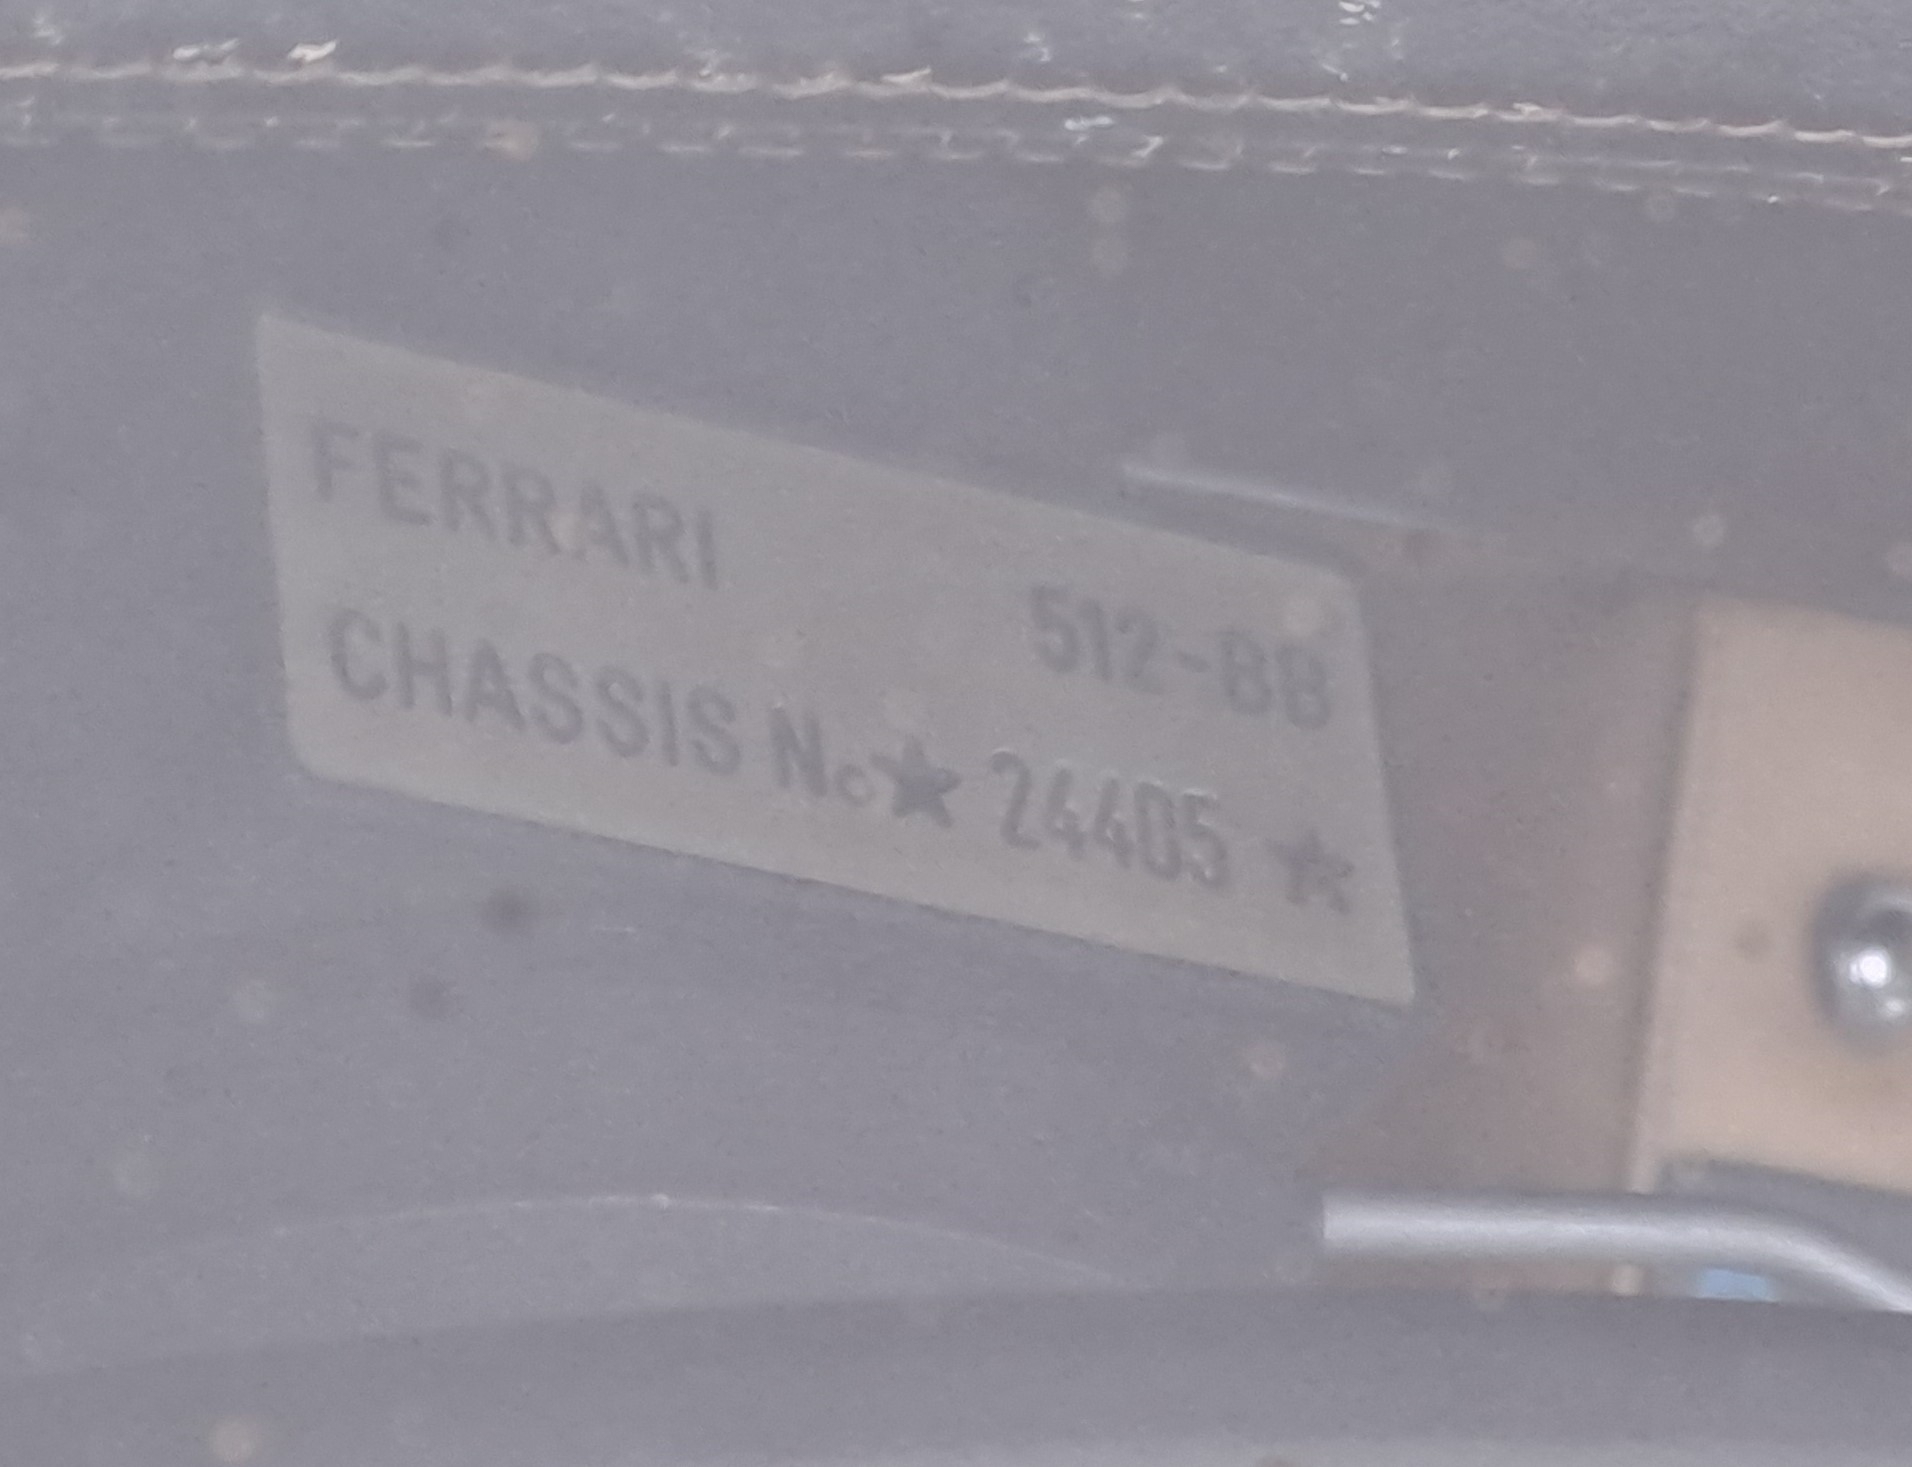 FERRARI 512-BB
CHASSIS No ★ 24405 ★